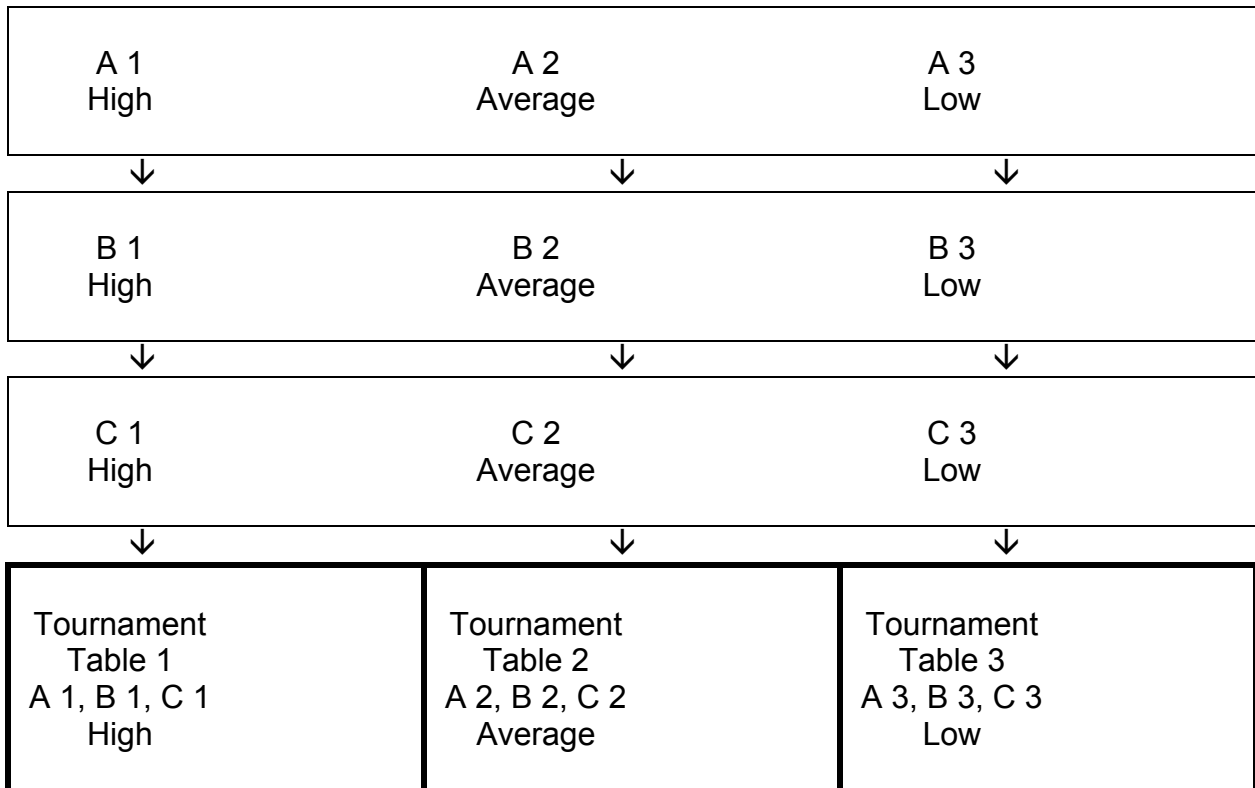 A 1 A 2 A 3
High Average Low
↓ ↓ ↓
B 1 B 2 B 3
High Average Low
↓ ↓ ↓
C 1 C 2 C 3
High Average Low
↓ ↓ ↓
Tournament Tournament Tournament
Table 1 Table 2 Table 3
A 1, B 1, C 1 A 2, B 2, C 2 A 3, B 3, C 3
High Average Low